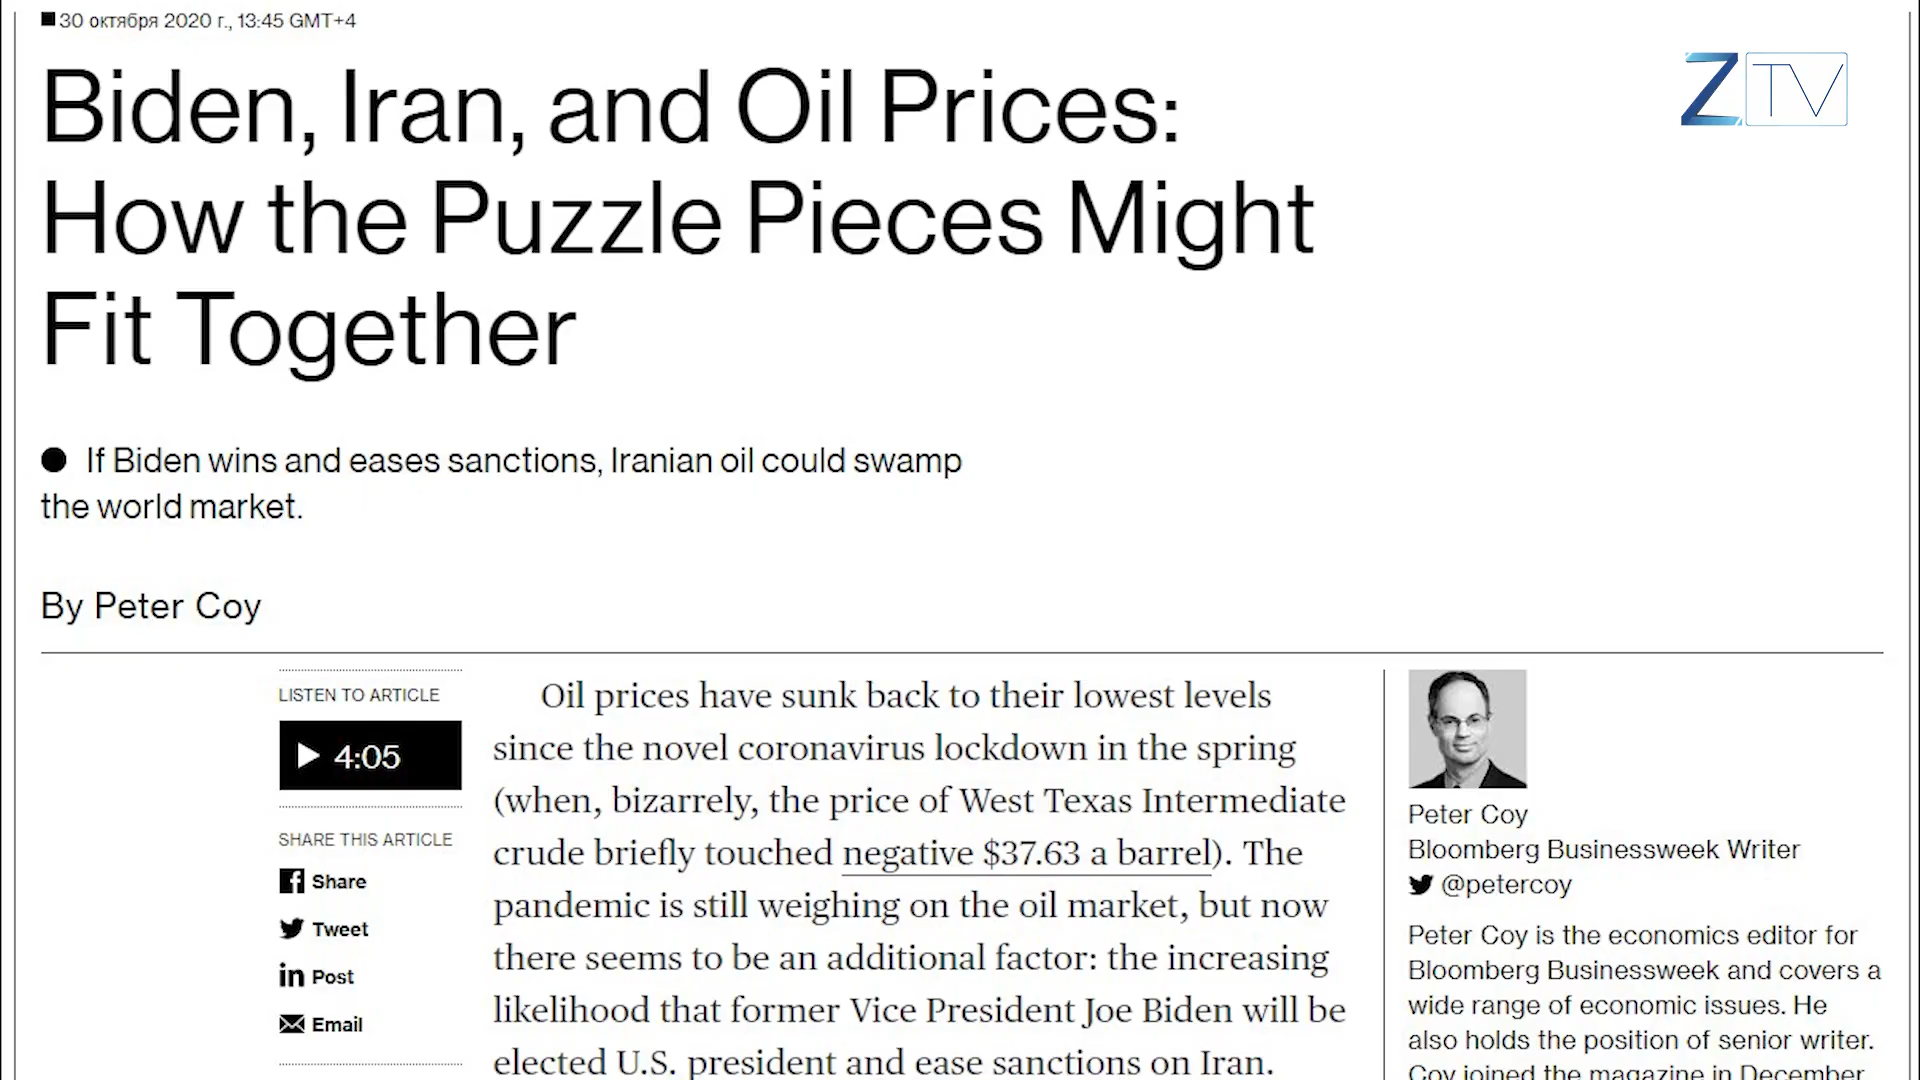 30 октября 2020 г., 13:45 GMT+4
Z TV
Biden, Iran, and Oil Prices:
How the Puzzle Pieces Might
Fit Together
If Biden wins and eases sanctions, Iranian oil could swamp
the world market.
By Peter Coy
LISTEN TO ARTICLE
4:05
SHARE THIS ARTICLE
Share
Tweet
Post
Email
Oil prices have sunk back to their lowest levels
since the novel coronavirus lockdown in the spring
(when, bizarrely, the price of West Texas Intermediate
crude briefly touched negative $37.63 a barrel). The
pandemic is still weighing on the oil market, but now
there seems to be an additional factor: the increasing
likelihood that former Vice President Joe Biden will be
elected U.S. president and ease sanctions on Iran.
Peter Coy
Bloomberg Businessweek Writer
@petercoy
Peter Coy is the economics editor for
Bloomberg Businessweek and covers a
wide range of economic issues. He
also holds the position of senior writer.
Coy joined the magazine in December